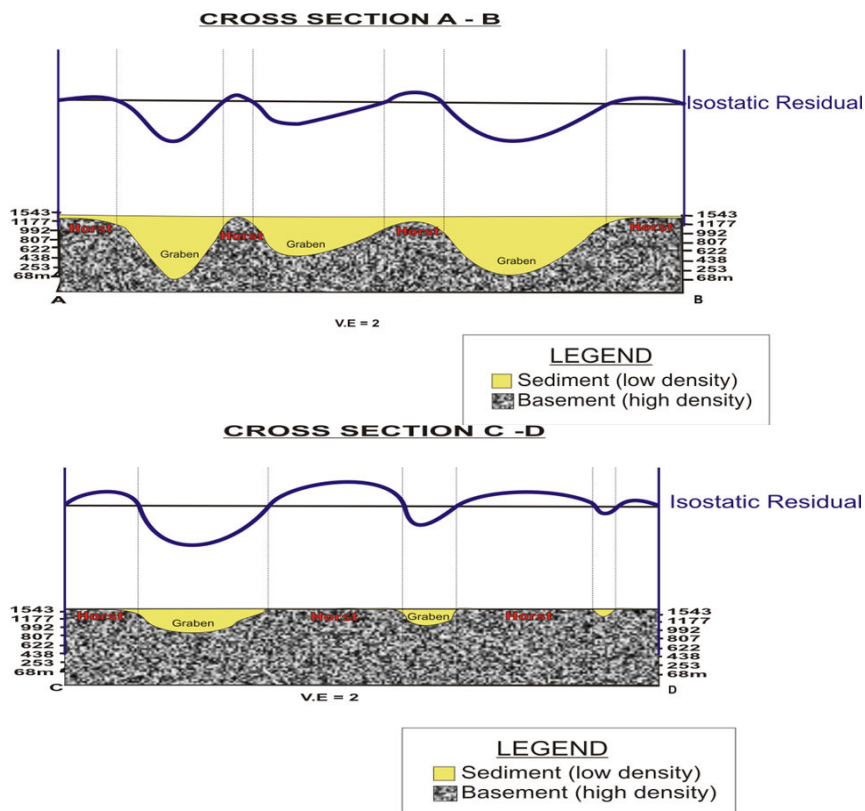 CROSS SECTION A - B
Isostatic Residual
1543
1177
992
807
622
438
253
68m
Horst
Graben
Horst
Graben
Horst
Graben
Horst
1543
1177
992
807
622
438
253
68m
A
B
V.E = 2
LEGEND
Sediment (low density)
Basement (high density)
CROSS SECTION C -D
Isostatic Residual
1543
1177
992
807
622
438
253
68m
Horst
Graben
Horst
Graben
Horst
1543
1177
992
807
622
438
253
68m
C
D
V.E = 2
LEGEND
Sediment (low density)
Basement (high density)